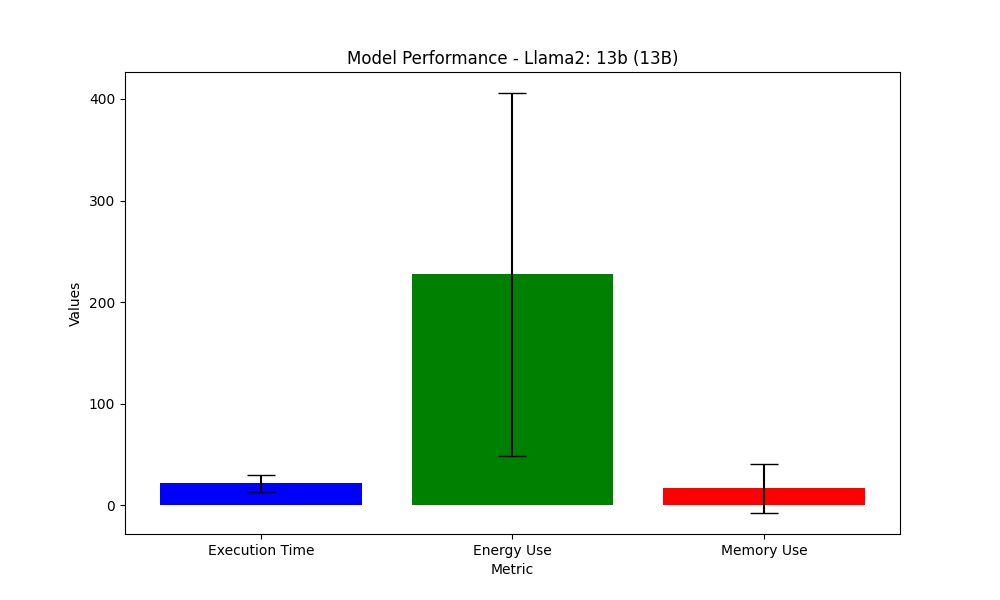 Model Performance - Llama2: 13b (13B)
400
300
200
100
0
Values
Execution Time
Energy Use
Memory Use
Metric